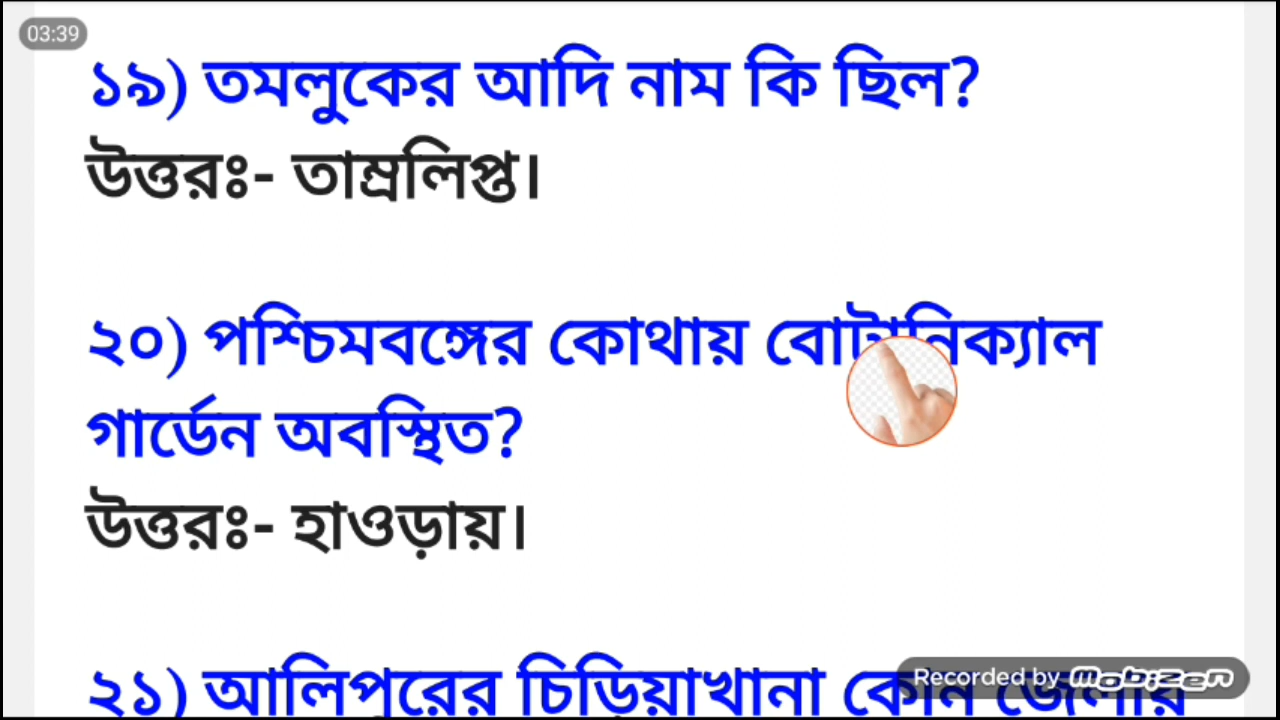 03:39
১৯) তমলুকের আদি নাম কি ছিল?
উত্তরঃ- তাম্রলিপ্ত।
২০) পশ্চিমবঙ্গের কোথায় বোটানিক্যাল
গার্ডেন অবস্থিত?
উত্তরঃ- হাওড়ায়।
২১) আলিপুরের চিড়িয়াখানা কোন জেলার
Recorded by mobizen